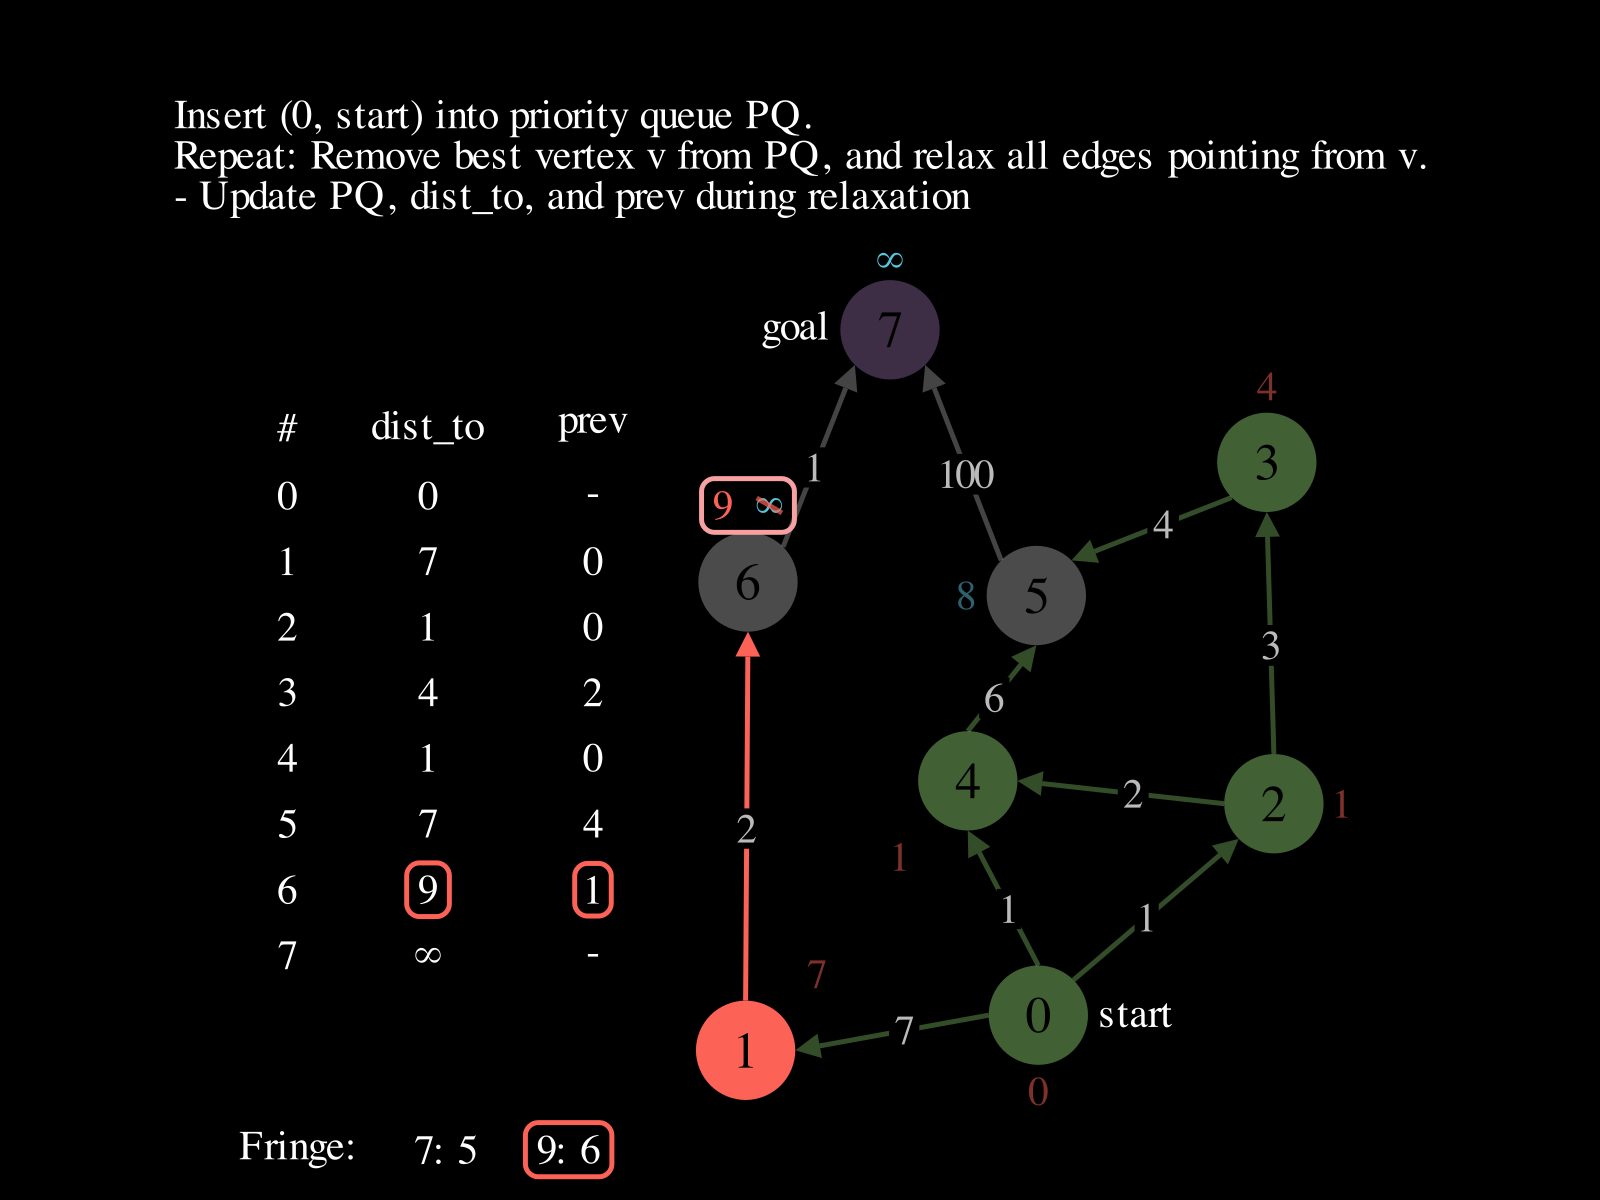 Insert (0, start) into priority queue PQ.
Repeat: Remove best vertex v from PQ, and relax all edges pointing from v.
- Update PQ, dist_to, and prev during relaxation
∞
goal 7
4
# dist_to prev
3
1
100
0 0 -
9 ∞
4
1 7 0
6
8 5
2 1 0
3
3 4 2
6
4 1 0
4
2
2 1
5 7 4
2
1
6 9 1
1
1
7 ∞ -
7
0 start
7
1
0
Fringe: 7: 5 9: 6